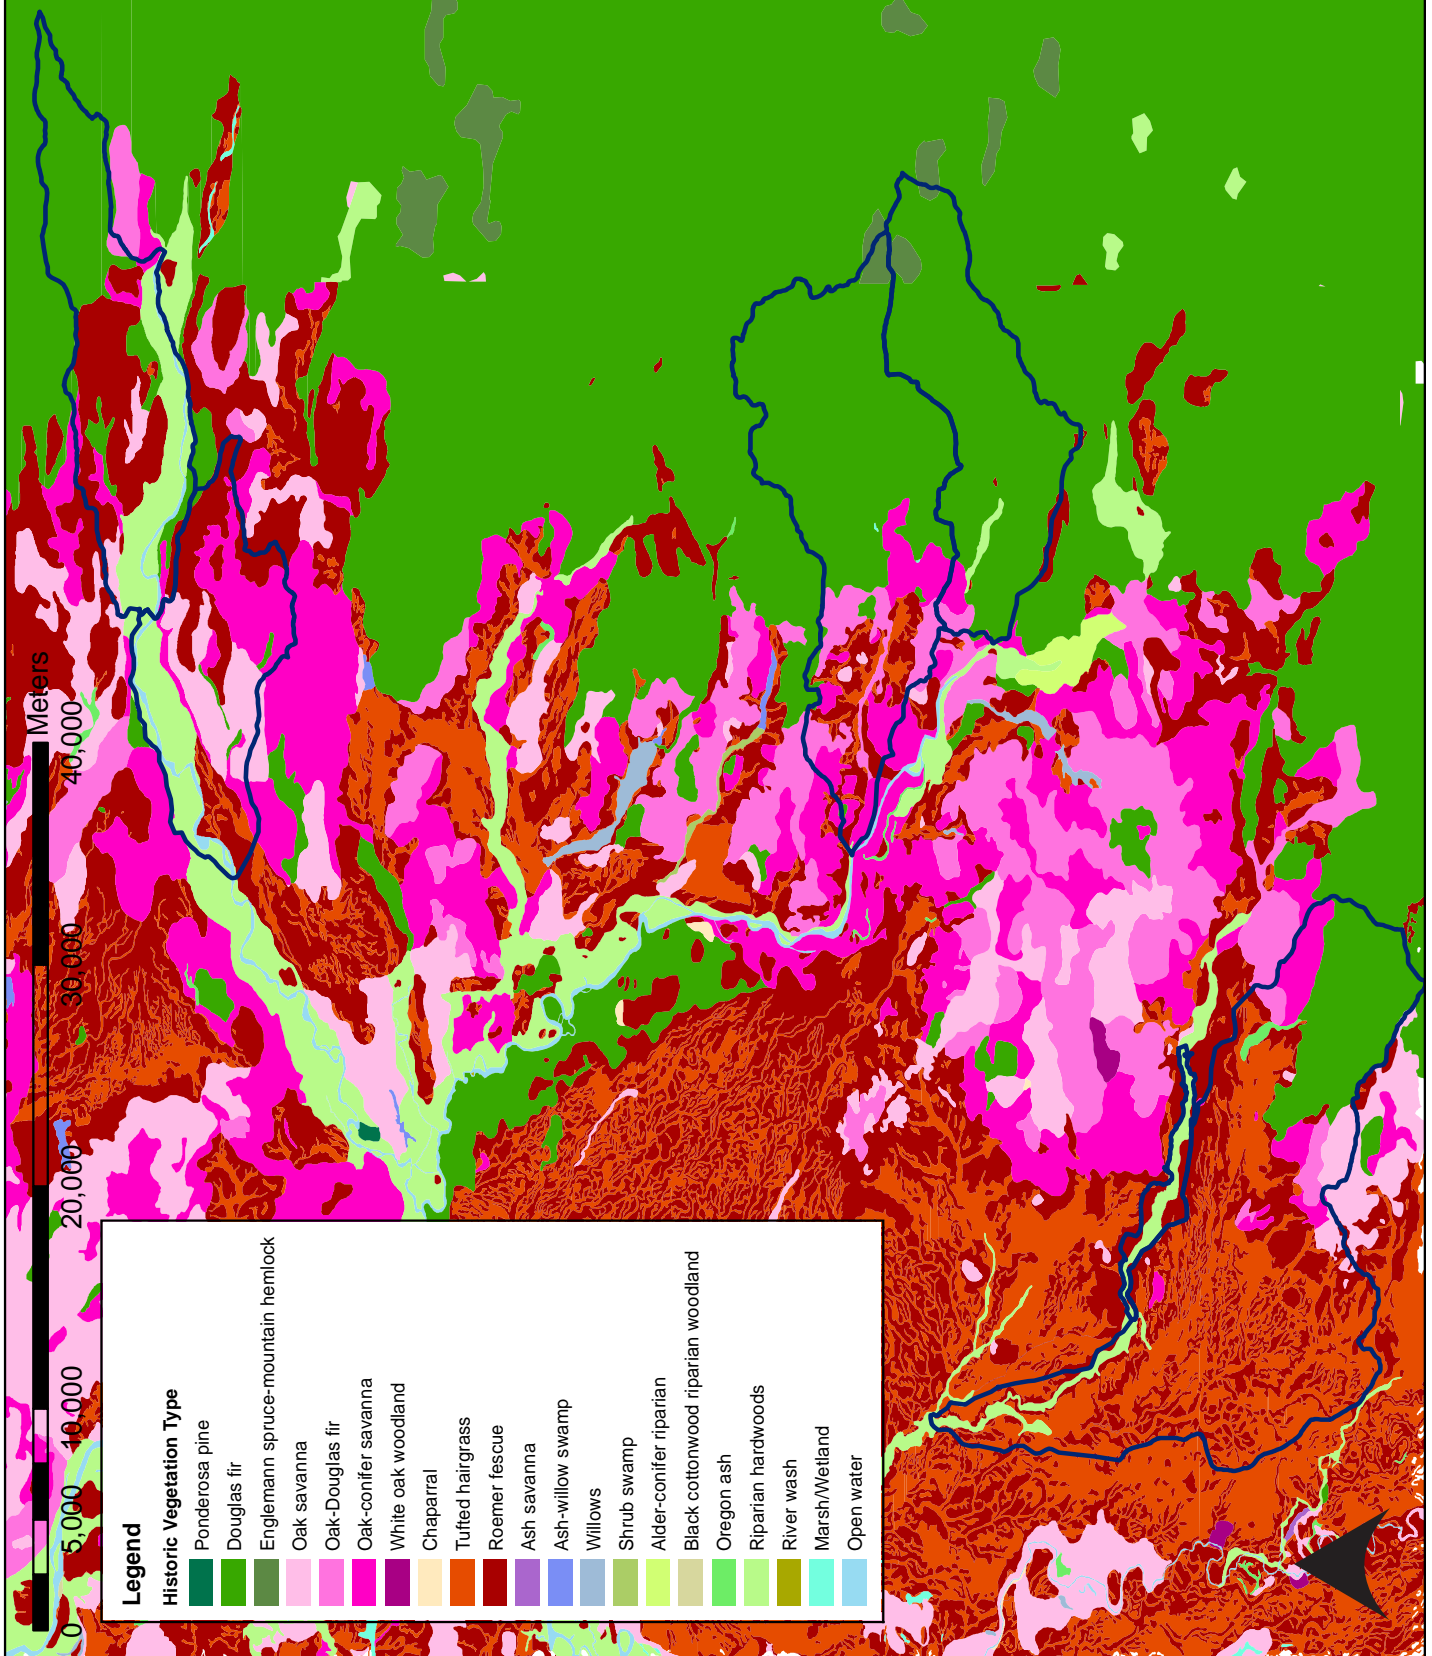 Legend
Historic Vegetation Type
Ponderosa pine
Douglas fir
Englemann spruce-mountain hemlock
Oak savanna
Oak-Douglas fir
Oak-conifer savanna
White oak woodland
Chaparral
Tufted hairgrass
Roemer fescue
Ash savanna
Ash-willow swamp
Willows
Shrub swamp
Alder-conifer riparian
Black cottonwood riparian woodland
Oregon ash
Riparian hardwoods
River wash
Marsh/Wetland
Open water
0 5,000 10,000 20,000 30,000 40,000
Meters